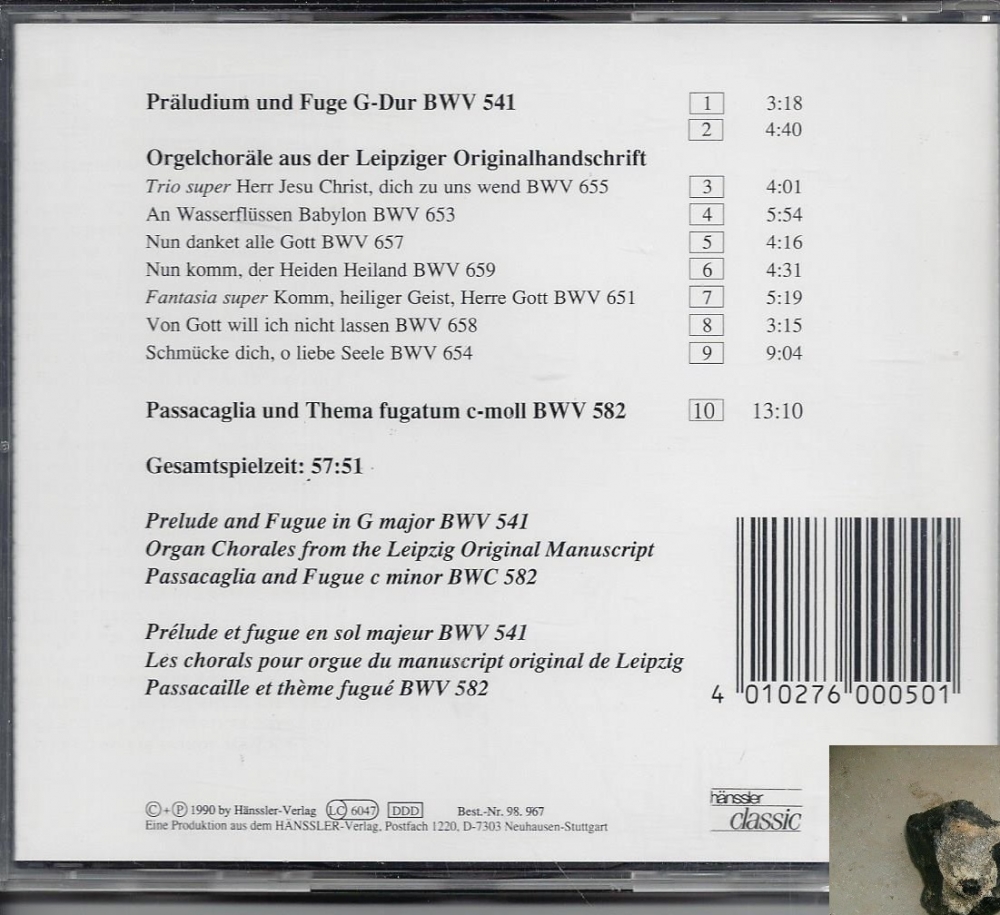 Präludium und Fuge G-Dur BWV 541 1 3:18
2 4:40
Orgelchoräle aus der Leipziger Originalhandschrift
Trio super Herr Jesu Christ, dich zu uns wend BWV 655 3 4:01
An Wasserflüssen Babylon BWV 653 4 5:54
Nun danket alle Gott BWV 657 5 4:16
Nun komm, der Heiden Heiland BWV 659 6 4:31
Fantasia super Komm, heiliger Geist, Herre Gott BWV 651 7 5:19
Von Gott will ich nicht lassen BWV 658 8 3:15
Schmücke dich, o liebe Seele BWV 654 9 9:04
Passacaglia und Thema fugatum c-moll BWV 582 10 13:10
Gesamtspielzeit: 57:51
Prelude and Fugue in G major BWV 541
Organ Chorales from the Leipzig Original Manuscript
Passacaglia and Fugue c minor BWC 582
Prélude et fugue en sol majeur BWV 541
Les chorals pour orgue du manuscript original de Leipzig
Passacaille et thème fugué BWV 582
4 010276 000501
©+℗ 1990 by Hänssler-Verlag LC 6047 DDD Best.-Nr. 98. 967
Eine Produktion aus dem HÄNSSLER-Verlag, Postfach 1220, D-7303 Neuhausen-Stuttgart
hänssler
classic